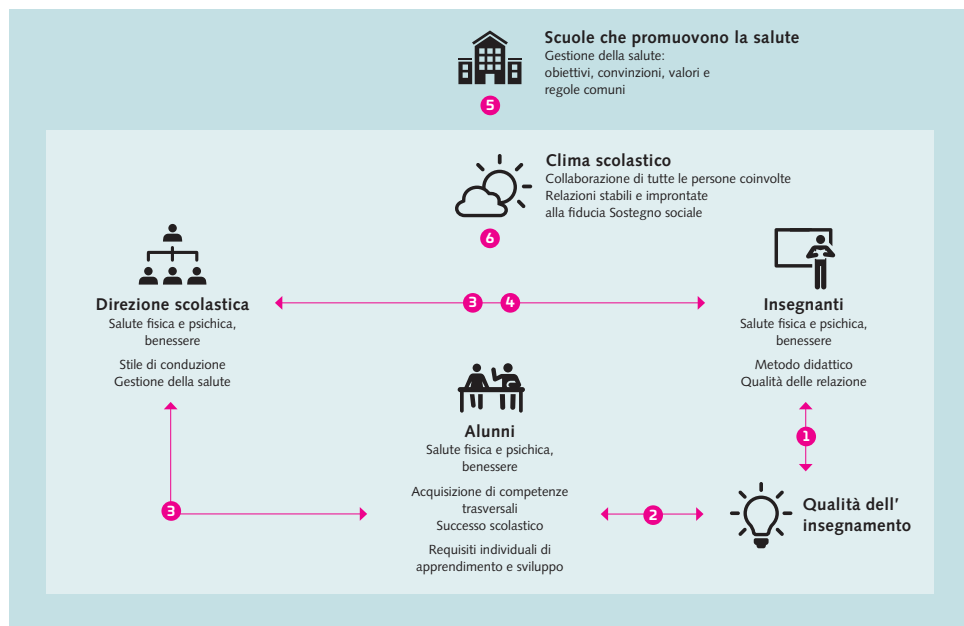 Scuole che promuovono la salute
Gestione della salute:
obiettivi, convinzioni, valori e
regole comuni
5
Clima scolastico
Collaborazione di tutte le persone coinvolte
Relazioni stabili e improntate
alla fiducia Sostegno sociale
6
Direzione scolastica
Salute fisica e psichica,
benessere
Stile di conduzione
Gestione della salute
3 4
Insegnanti
Salute fisica e psichica,
benessere
Metodo didattico
Qualità delle relazione
1
Alunni
Salute fisica e psichica,
benessere
Acquisizione di competenze
trasversali
Successo scolastico
Requisiti individuali di
apprendimento e sviluppo
3
2
Qualità dell'
insegnamento